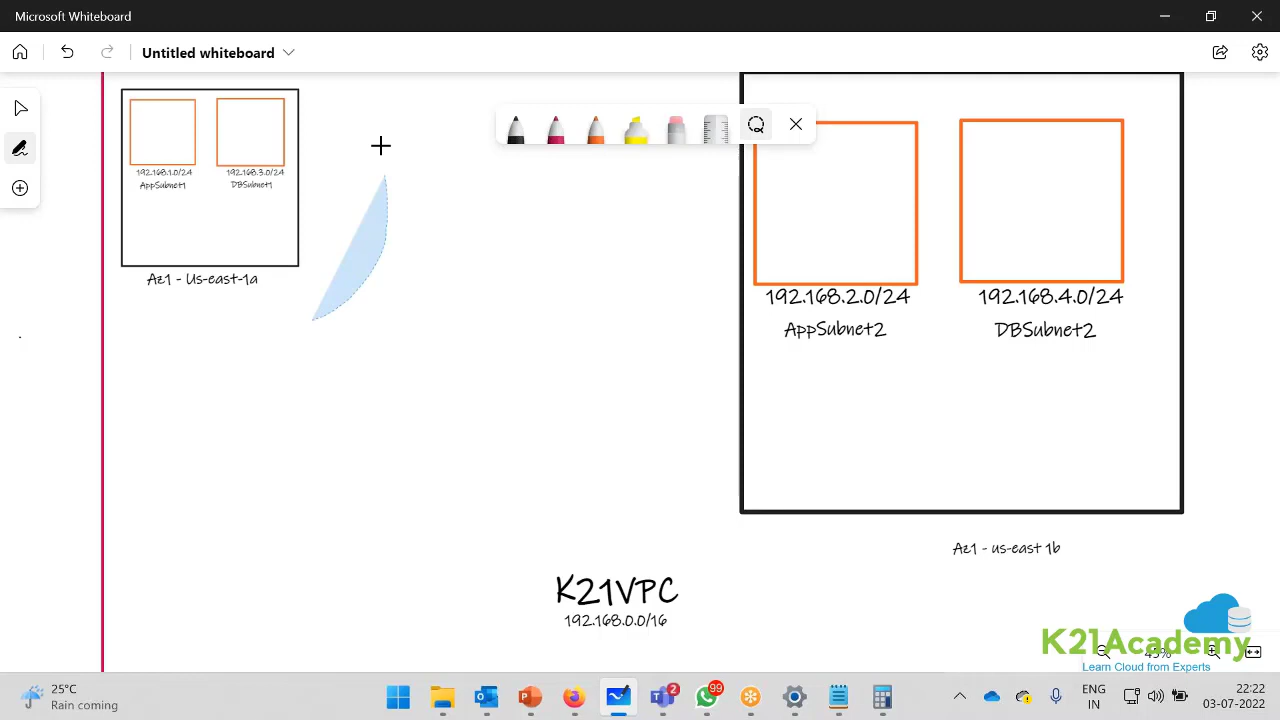 Microsoft Whiteboard
Untitled whiteboard
192.168.1.0/24
AppSubnet1
192.168.3.0/24
DBSubnet1
Az1 - Us-east-1a
192.168.2.0/24
AppSubnet2
192.168.4.0/24
DBSubnet2
Az1 - us-east 1b
K21VPC
192.168.0.0/16
K21Academy
45%
Learn Cloud from Experts
25°C
Rain coming
2
99
ENG
IN
22:22
03-07-2022